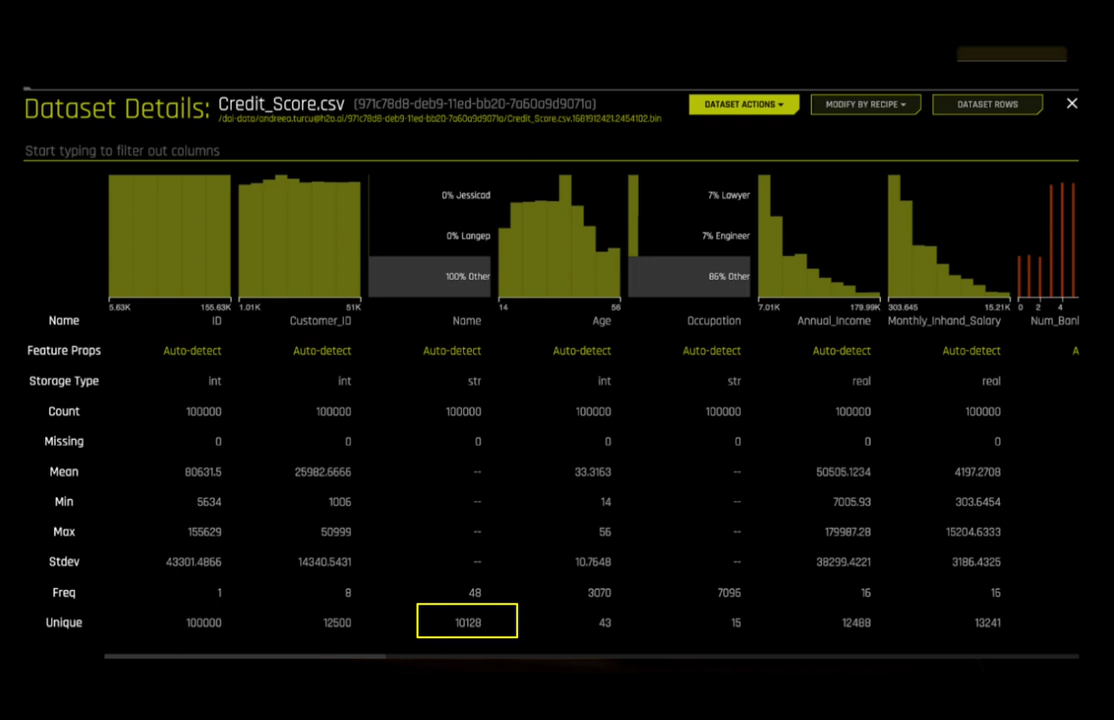 Dataset Details: Credit_Score.csv (971c78d8-deb9-11ed-bb20-7a60a9d9071a) DATASET ACTIONS MODIFY BY RECIPE DATASET ROWS X
/dai-data/andreea.turcu@h2o.ai/971c78d8-deb9-11ed-bb20-7a60a9d9071a/Credit_Score.csv.1681912421.2454102.bin
Start typing to filter out columns
0% Jessicad 7% Lawyer
0% Langep 7% Engineer
100% Other 86% Other
5.63K 155.63K 1.01K 51K 14 56 7.01K 179.99K 303.645 15.21K 0 2 4
Name ID Customer_ID Name Age Occupation Annual_Income Monthly_Inhand_Salary Num_Banl
Feature Props Auto-detect Auto-detect Auto-detect Auto-detect Auto-detect Auto-detect Auto-detect A
Storage Type int int str int str real real
Count 100000 100000 100000 100000 100000 100000 100000
Missing 0 0 0 0 0 0 0
Mean 80631.5 25982.6666 -- 33.3163 -- 50505.1234 4197.2708
Min 5634 1006 -- 14 -- 7005.93 303.6454
Max 155629 50999 -- 56 -- 179987.28 15204.6333
Stdev 43301.4866 14340.5431 -- 10.7648 -- 38299.4221 3186.4325
Freq 1 8 48 3070 7096 16 16
Unique 100000 12500 10128 43 15 12488 13241